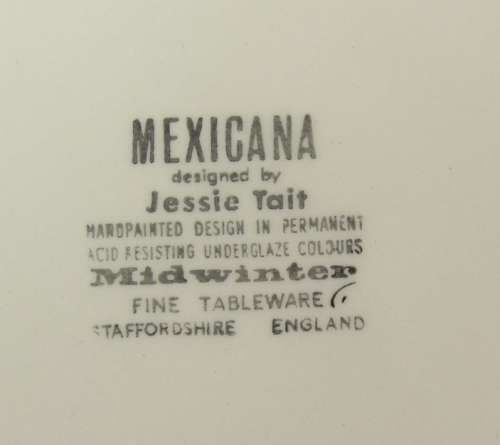 MEXICANA
designed by
Jessie Tait
HANDPAINTED DESIGN IN PERMANENT
ACID RESISTING UNDERGLAZE COLOURS
Midwinter
FINE TABLEWARE
STAFFORDSHIRE ENGLAND